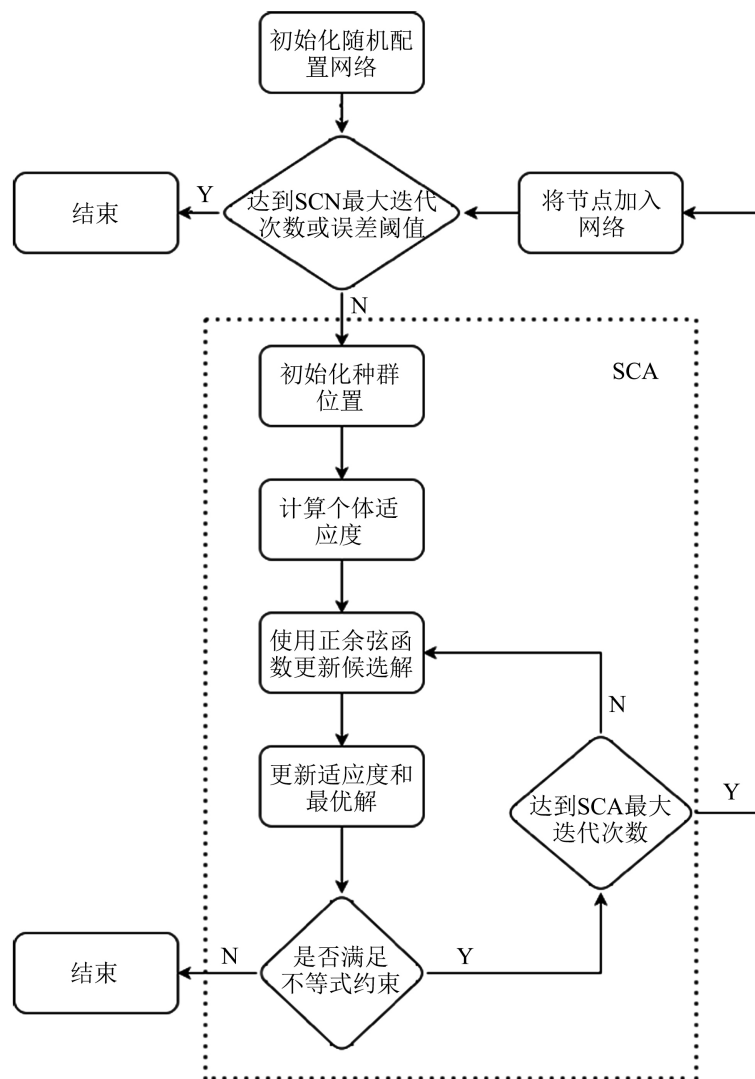 初始化随机配
置网络
达到SCN最大迭代
次数或误差阈值
Y
结束
将节点加入
网络
N
SCA
初始化种群
位置
计算个体适
应度
使用正余弦函
数更新候选解
N
更新适应度和
最优解
达到SCA最大
迭代次数
Y
是否满足
不等式约束
N
Y
结束